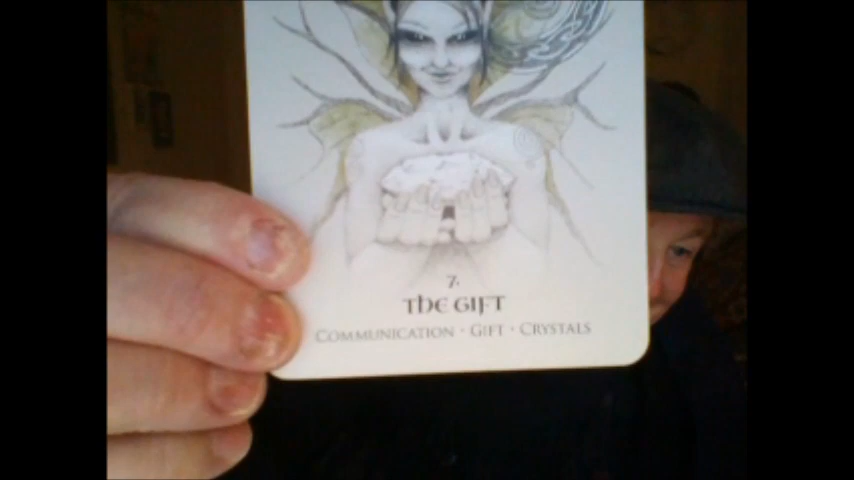 7.
THE GIFT
COMMUNICATION · GIFT · CRYSTALS